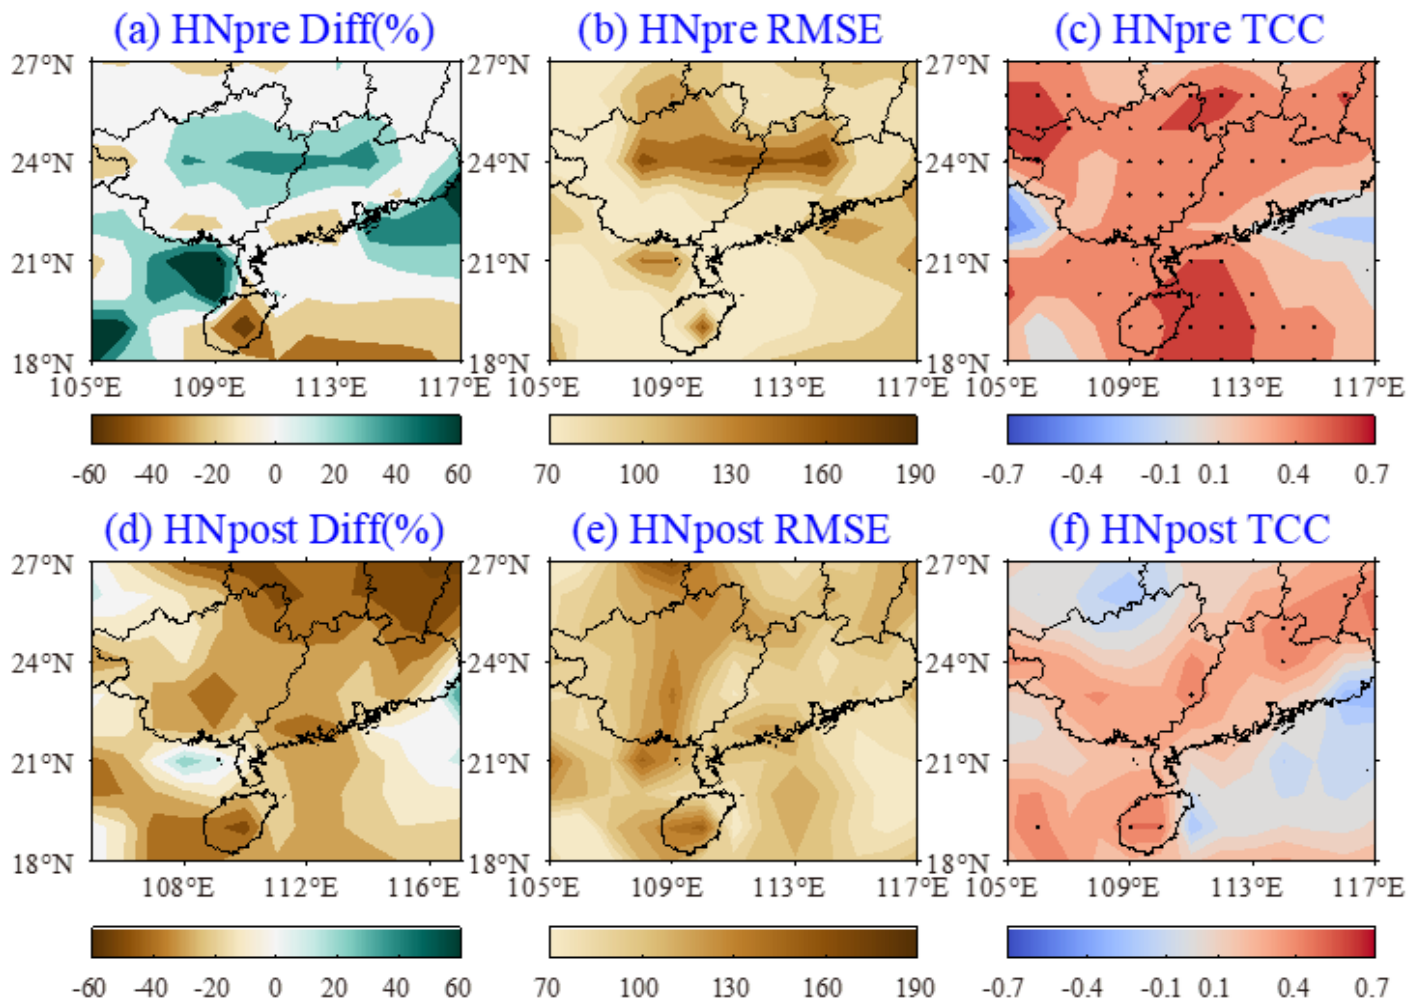 (a) HNpre Diff(%) (b) HNpre RMSE (c) HNpre TCC
27°N 27°N 27°N
24°N 24°N 24°N
21°N 21°N 21°N
18°N 18°N 18°N
105°E 109°E 113°E 117°E 105°E 109°E 113°E 117°E 105°E 109°E 113°E 117°E
-60 -40 -20 0 20 40 60 70 100 130 160 190 -0.7 -0.4 -0.1 0.1 0.4 0.7
(d) HNpost Diff(%) (e) HNpost RMSE (f) HNpost TCC
27°N 27°N 27°N
24°N 24°N 24°N
21°N 21°N 21°N
18°N 18°N 18°N
108°E 112°E 116°E 105°E 109°E 113°E 117°E 105°E 109°E 113°E 117°E
-60 -40 -20 0 20 40 60 70 100 130 160 190 -0.7 -0.4 -0.1 0.1 0.4 0.7